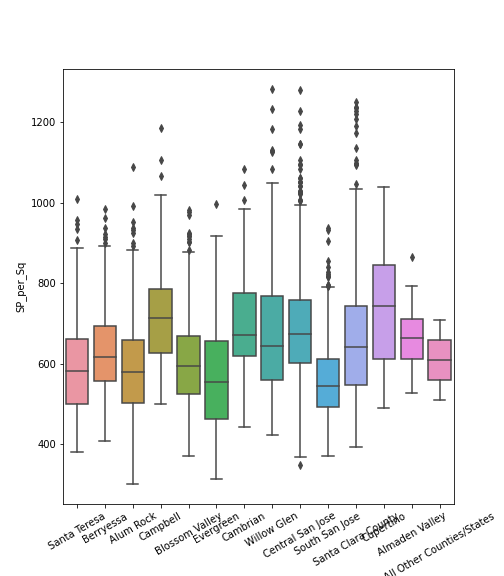 1200
1000
800
600
400
SP_per_Sq
Santa Teresa
Berryessa
Alum Rock
Campbell
Blossom Valley
Evergreen
Cambrian
Willow Glen
Central San Jose
South San Jose
Santa Clara County
Cupertino
Almaden Valley
All Other Counties/States